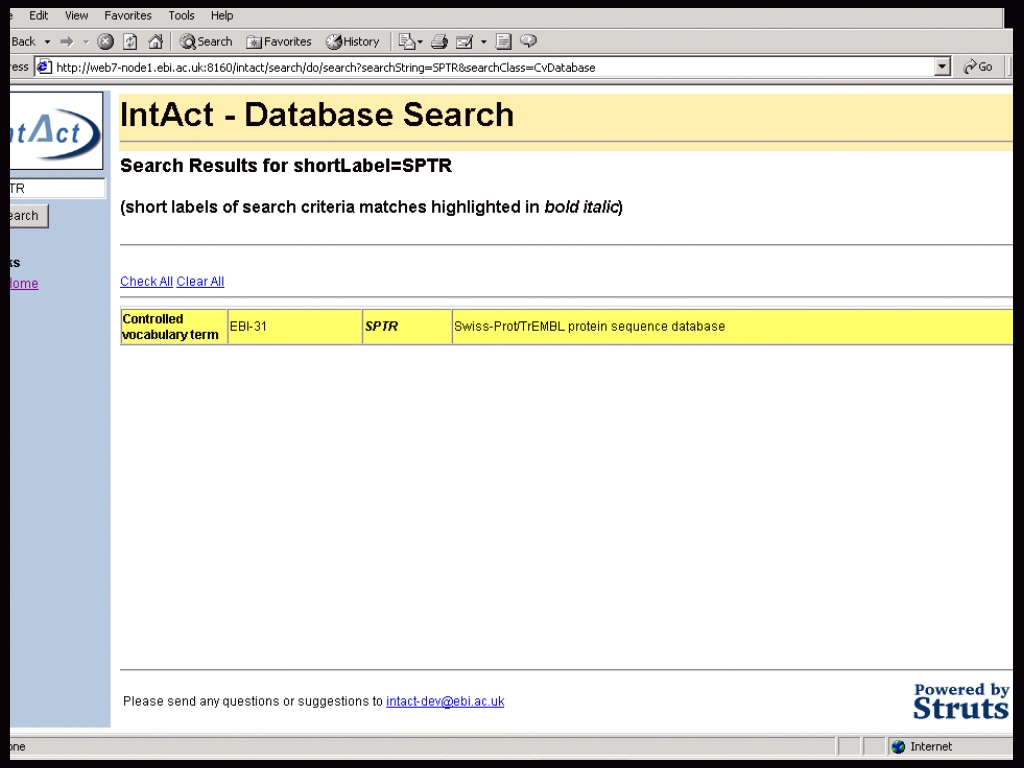 Edit View Favorites Tools Help
Back Search Favorites History
ess http://web7-node1.ebi.ac.uk:8160/intact/search/do/search?searchString=SPTR&searchClass=CvDatabase Go
ntAct
IntAct - Database Search
Search Results for shortLabel=SPTR
TR
(short labels of search criteria matches highlighted in bold italic)
earch
ks
ome
Check All Clear All
Controlled vocabulary term EBI-31 SPTR Swiss-Prot/TrEMBL protein sequence database
Please send any questions or suggestions to intact-dev@ebi.ac.uk
Powered by
Struts
one Internet